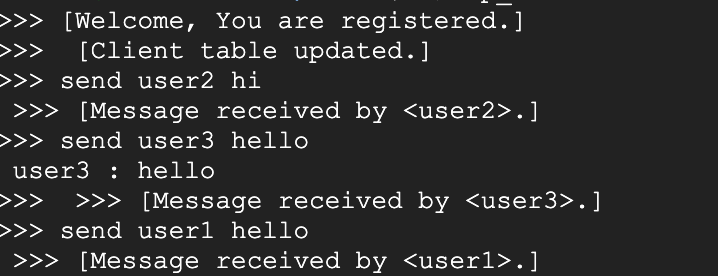 >>> [Welcome, You are registered.]
>>> [Client table updated.]
>>> send user2 hi
>>> [Message received by <user2>.]
>>> send user3 hello
user3 : hello
>>> >>> [Message received by <user3>.]
>>> send user1 hello
>>> [Message received by <user1>.]